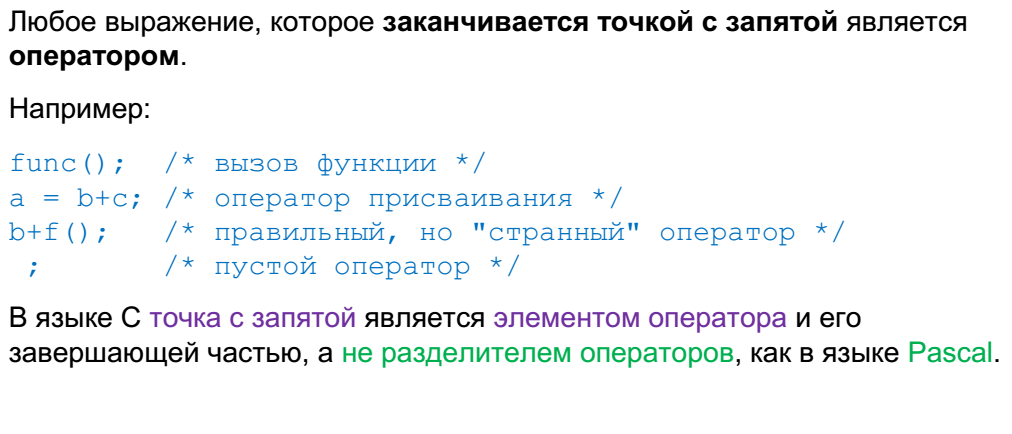 Любое выражение, которое заканчивается точкой с запятой является
оператором.
Например:
func();  /* вызов функции */
a = b+c; /* оператор присваивания */
b+f();   /* правильный, но "странный" оператор */
 ;       /* пустой оператор */
В языке C точка с запятой является элементом оператора и его
завершающей частью, а не разделителем операторов, как в языке Pascal.